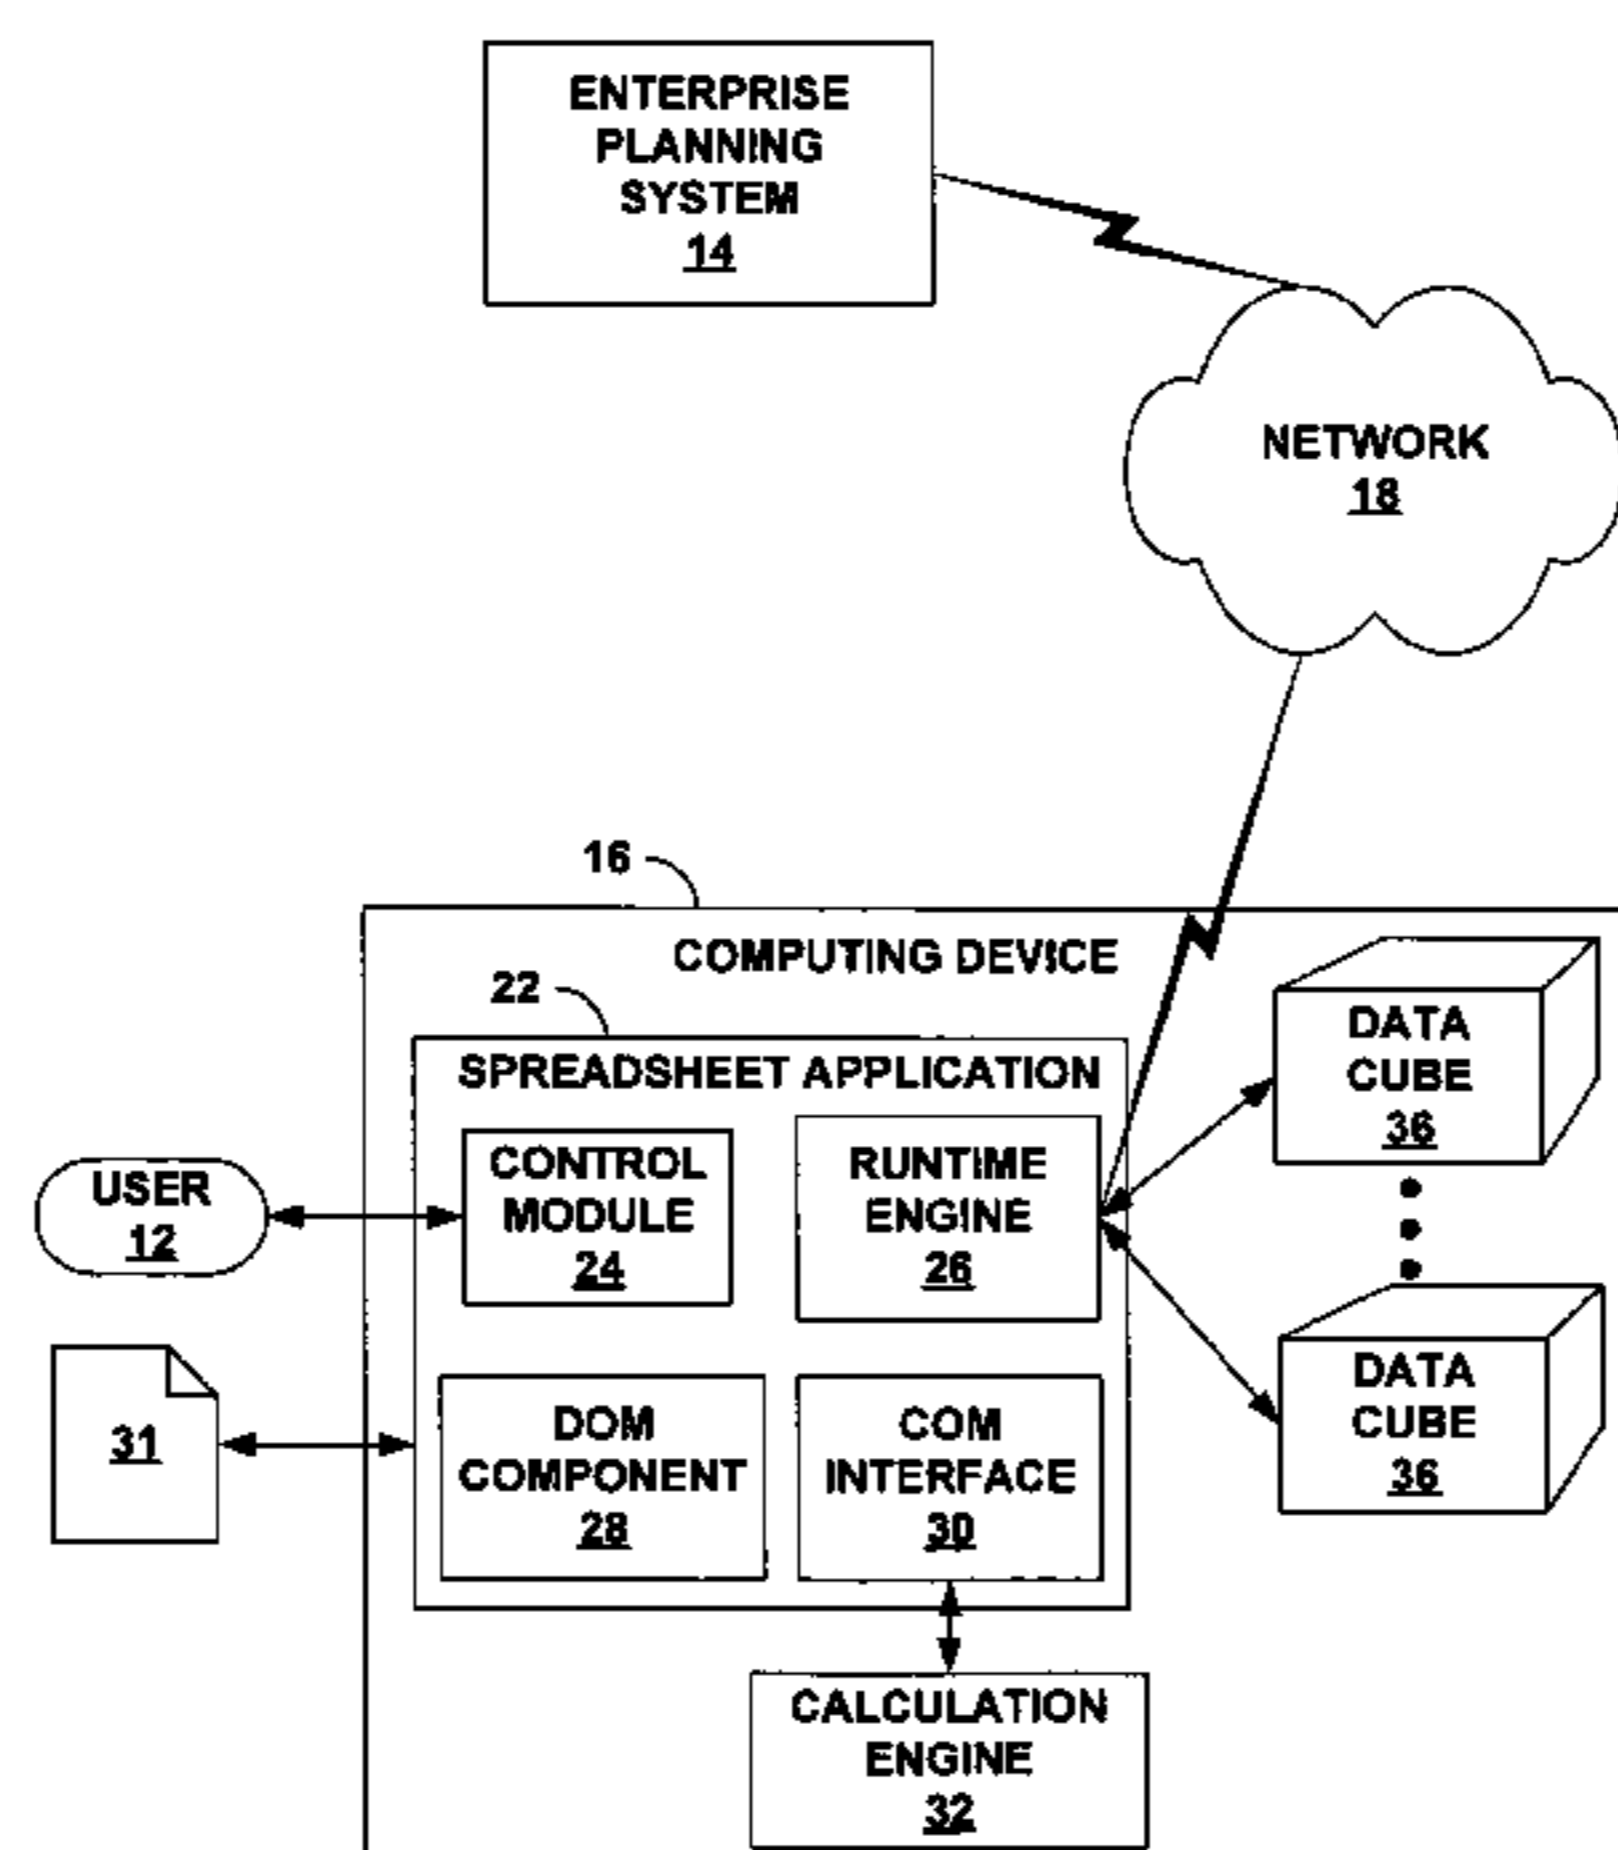 ENTERPRISE
PLANNING
SYSTEM
14
NETWORK
18
16
COMPUTING DEVICE
22
SPREADSHEET APPLICATION
DATA
CUBE
36
CONTROL
MODULE
24
RUNTIME
ENGINE
26
USER
12
DOM
COMPONENT
28
COM
INTERFACE
30
DATA
CUBE
36
31
CALCULATION
ENGINE
32